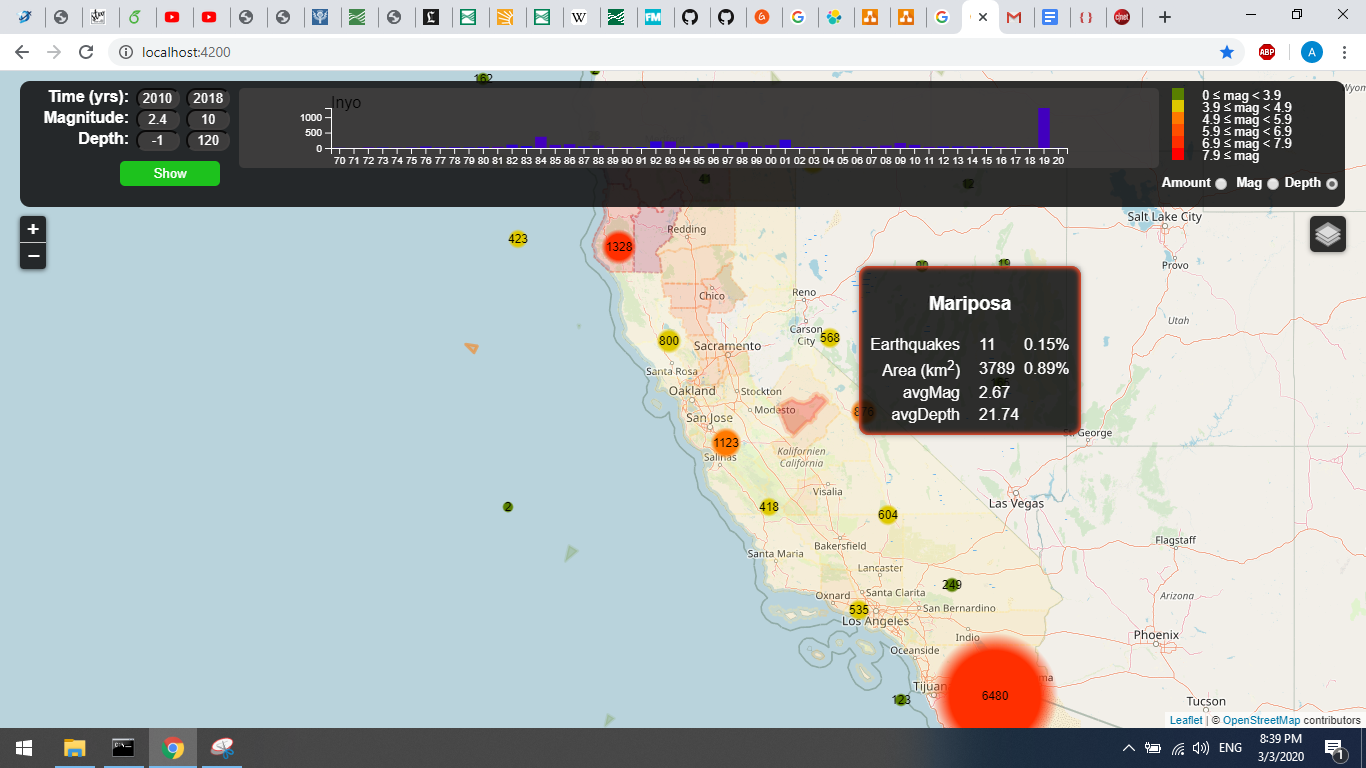 localhost:4200
ABP
A
Time (yrs): 2010 2018
Magnitude: 2.4 10
Depth: -1 120
Show
Inyo
1000
500
0
70 71 72 73 74 75 76 77 78 79 80 81 82 83 84 85 86 87 88 89 90 91 92 93 94 95 96 97 98 99 00 01 02 03 04 05 06 07 08 09 10 11 12 13 14 15 16 17 18 19 20
0 ≤ mag < 3.9
3.9 ≤ mag < 4.9
4.9 ≤ mag < 5.9
5.9 ≤ mag < 6.9
6.9 ≤ mag < 7.9
7.9 ≤ mag
Amount Mag Depth
+
−
162
41
12
423
1328
Redding
Salt Lake City
Provo
Utah
19
Chico
Reno
Carson City
568
800
Sacramento
Santa Rosa
Oakland
Stockton
San Jose
Modesto
876
1123
Salinas
Kalifornien
California
Mariposa
Earthquakes 11 0.15%
Area (km2) 3789 0.89%
avgMag 2.67
avgDepth 21.74
St. George
Las Vegas
Visalia
418
604
2
Bakersfield
Flagstaff
Santa Maria
Lancaster
249
Arizona
Oxnard
Santa Clarita
535
San Bernardino
Los Angeles
Phoenix
Indio
Oceanside
Tijuan
6480
123
Tucson
Leaflet | © OpenStreetMap contributors
ENG
8:39 PM
3/3/2020
1